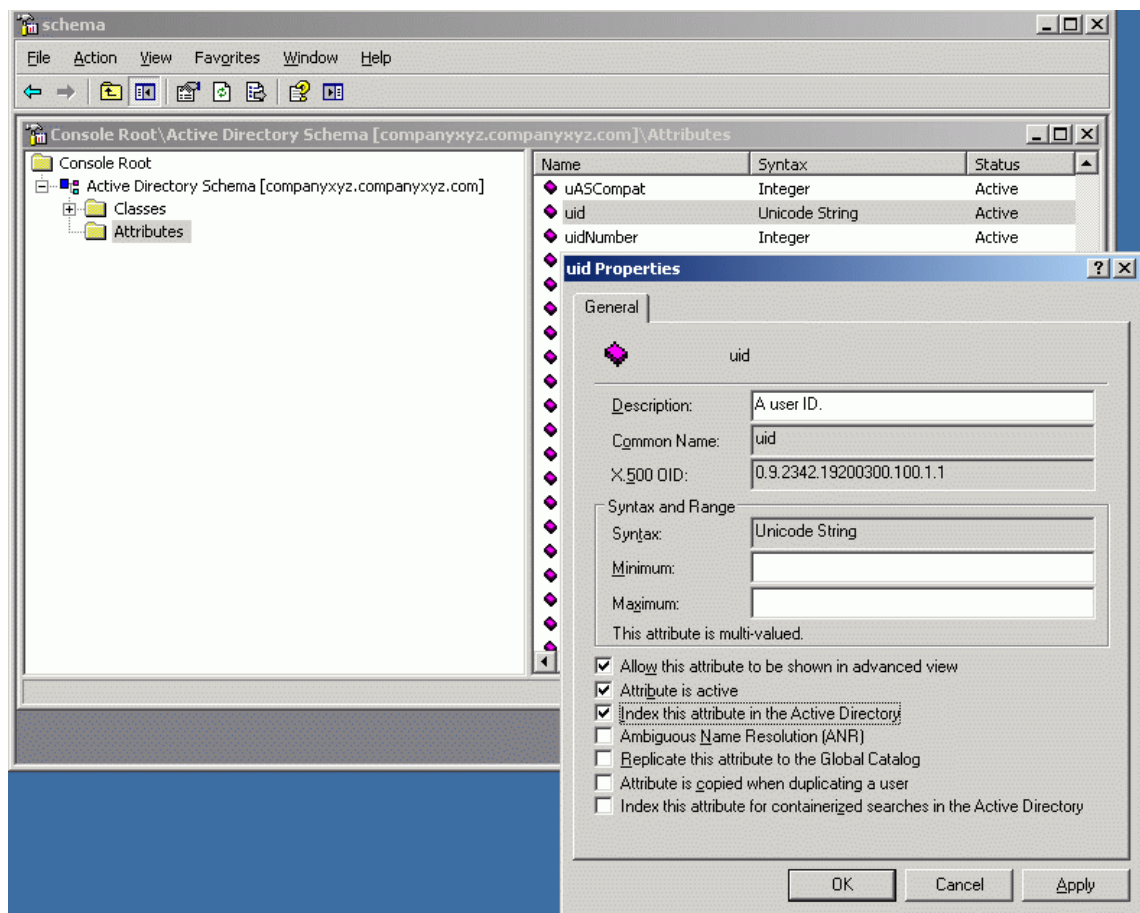 schema
File Action View Favorites Window Help
Console Root\Active Directory Schema [companyxyz.companyxyz.com]\Attributes
Console Root
Active Directory Schema [companyxyz.companyxyz.com]
Classes
Attributes
Name Syntax Status
uASCompat Integer Active
uid Unicode String Active
uidNumber Integer Active
uid Properties
General
uid
Description: A user ID.
Common Name: uid
X.500 OID: 0.9.2342.19200300.100.1.1
Syntax and Range
Syntax: Unicode String
Minimum:
Maximum:
This attribute is multi-valued.
Allow this attribute to be shown in advanced view
Attribute is active
Index this attribute in the Active Directory
Ambiguous Name Resolution (ANR)
Replicate this attribute to the Global Catalog
Attribute is copied when duplicating a user
Index this attribute for containerized searches in the Active Directory
OK Cancel Apply